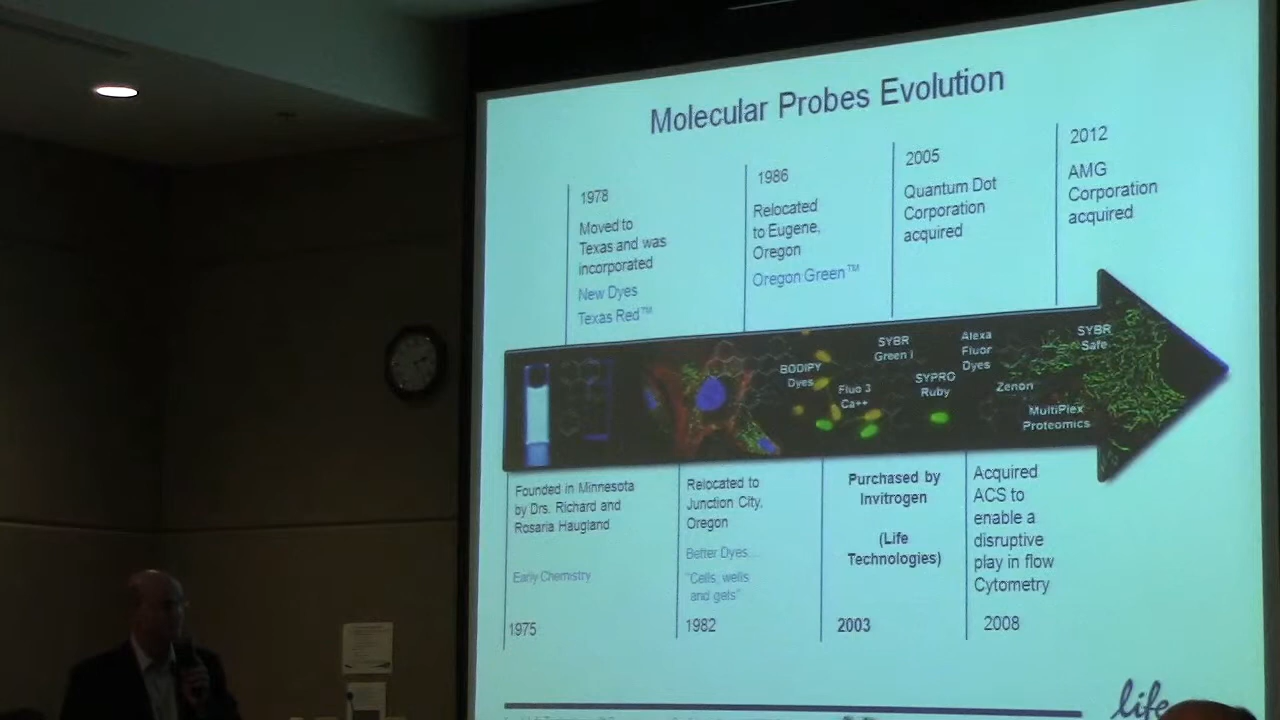 Molecular Probes Evolution
1978
Moved to
Texas and was
incorporated
New Dyes
Texas Red™
1986
Relocated
to Eugene,
Oregon
Oregon Green™
2005
Quantum Dot
Corporation
acquired
2012
AMG
Corporation
acquired
BODIPY
Dyes
Fluo 3
Ca++
SYBR
Green I
SYPRO
Ruby
Alexa
Fluor
Dyes
Zenon
MultiPlex
Proteomics
SYBR
Safe
Founded in Minnesota
by Drs. Richard and
Rosaria Haugland
Early Chemistry
1975
Relocated to
Junction City,
Oregon
Better Dyes...
"Cells, wells
and gels"
1982
Purchased by
Invitrogen
(Life
Technologies)
2003
Acquired
ACS to
enable a
disruptive
play in flow
Cytometry
2008
life